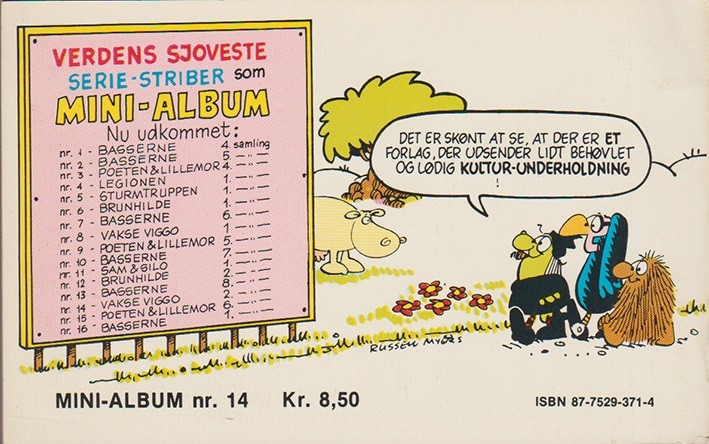 VERDENS SJOVESTE
SERIE-STRIBER som
MINI-ALBUM
Nu udkommet:
nr. 1 - BASSERNE 4. samling
nr. 2 - BASSERNE 5. -"-
nr. 3 - POETEN & LILLEMOR 4. -"-
nr. 4 - LEGIONEN 1. -"-
nr. 5 - STURMTRUPPEN 1. -"-
nr. 6 - BRUNHILDE 1. -"-
nr. 7 - BASSERNE 6. -"-
nr. 8 - VAKSE VIGGO 1. -"-
nr. 9 - POETEN & LILLEMOR 5. -"-
nr. 10 - BASSERNE 7. -"-
nr. 11 - SAM & SILO 1. -"-
nr. 12 - BRUNHILDE 2. -"-
nr. 13 - BASSERNE 8. -"-
nr. 14 - VAKSE VIGGO 2. -"-
nr. 15 - POETEN & LILLEMOR 6. -"-
nr. 16 - BASSERNE 1. -"-
DET ER SKØNT AT SE, AT DER ER ET
FORLAG, DER UDSENDER LIDT BEHØVLET
OG LØDIG KULTUR-UNDERHOLDNING
!
RUSSELL MYERS
MINI-ALBUM nr. 14 Kr. 8,50
ISBN 87-7529-371-4